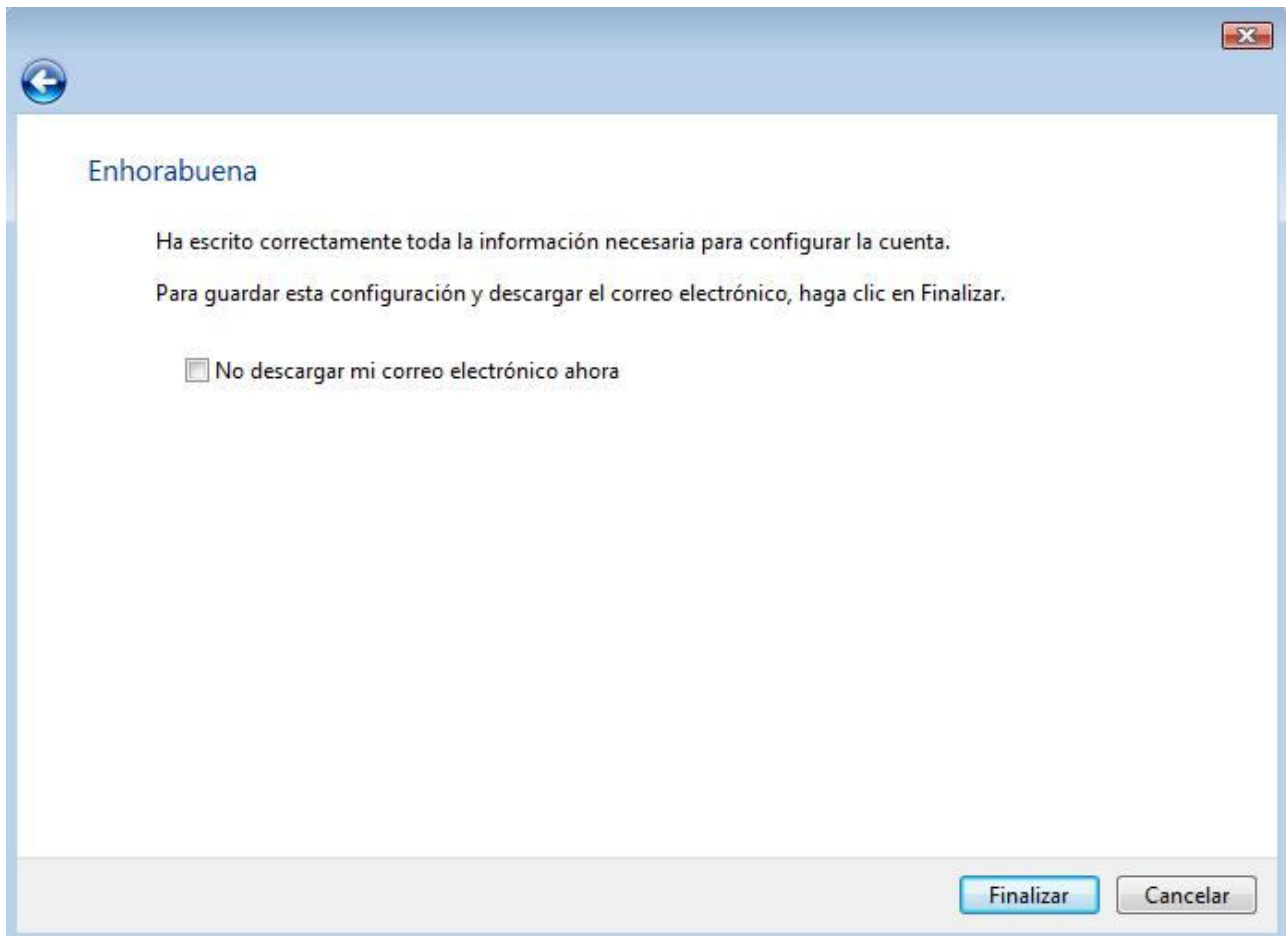 Enhorabuena
Ha escrito correctamente toda la información necesaria para configurar la cuenta.
Para guardar esta configuración y descargar el correo electrónico, haga clic en Finalizar.
No descargar mi correo electrónico ahora
Finalizar Cancelar